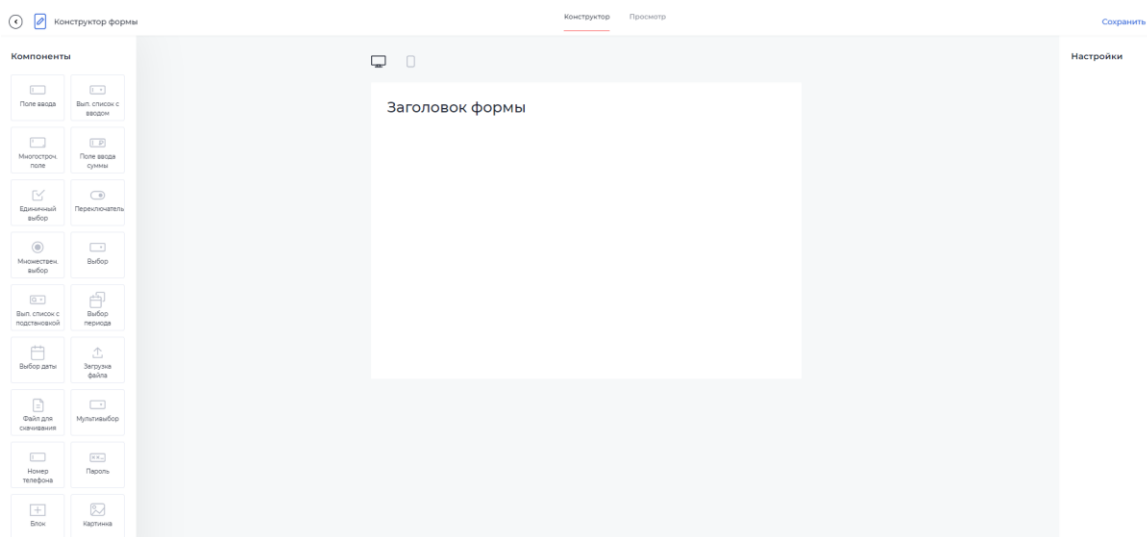 Конструктор формы
Конструктор
Просмотр
Сохранить
Компоненты
Поле ввода
Вып. список с
вводом
Многостроч.
поле
Поле ввода
суммы
Единичный
выбор
Переключатель
Множествен.
выбор
Выбор
Вып. список с
подстановкой
Выбор
периода
Выбор даты
Загрузка
файла
Файл для
скачивания
Мультивыбор
Номер
телефона
Пароль
Блок
Картинка
Заголовок формы
Настройки